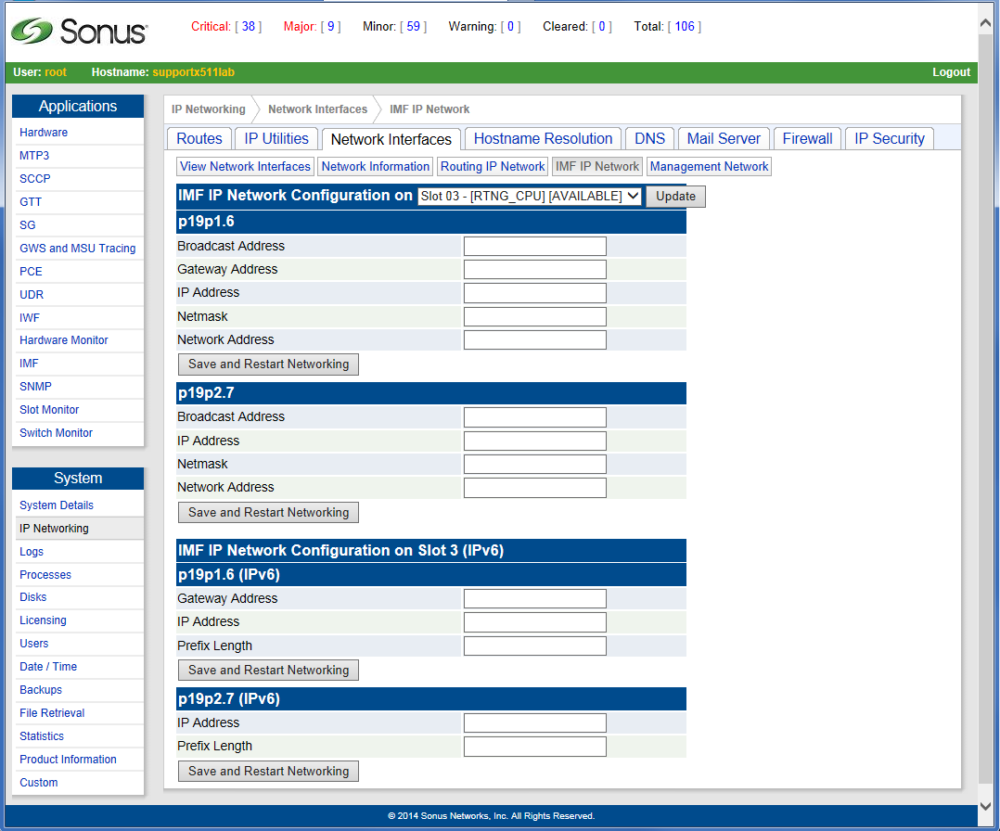 Sonus
Critical: [ 38 ] Major: [ 9 ] Minor: [ 59 ] Warning: [ 0 ] Cleared: [ 0 ] Total: [ 106 ]
User: root Hostname: supportx511lab Logout
Applications
Hardware
MTP3
SCCP
GTT
SG
GWS and MSU Tracing
PCE
UDR
IWF
Hardware Monitor
IMF
SNMP
Slot Monitor
Switch Monitor
System
System Details
IP Networking
Logs
Processes
Disks
Licensing
Users
Date / Time
Backups
File Retrieval
Statistics
Product Information
Custom
IP Networking Network Interfaces IMF IP Network
Routes IP Utilities Network Interfaces Hostname Resolution DNS Mail Server Firewall IP Security
View Network Interfaces Network Information Routing IP Network IMF IP Network Management Network
IMF IP Network Configuration on Slot 03 - [RTNG_CPU] [AVAILABLE] Update
p19p1.6
Broadcast Address
Gateway Address
IP Address
Netmask
Network Address
Save and Restart Networking
p19p2.7
Broadcast Address
IP Address
Netmask
Network Address
Save and Restart Networking
IMF IP Network Configuration on Slot 3 (IPv6)
p19p1.6 (IPv6)
Gateway Address
IP Address
Prefix Length
Save and Restart Networking
p19p2.7 (IPv6)
IP Address
Prefix Length
Save and Restart Networking
© 2014 Sonus Networks, Inc. All Rights Reserved.